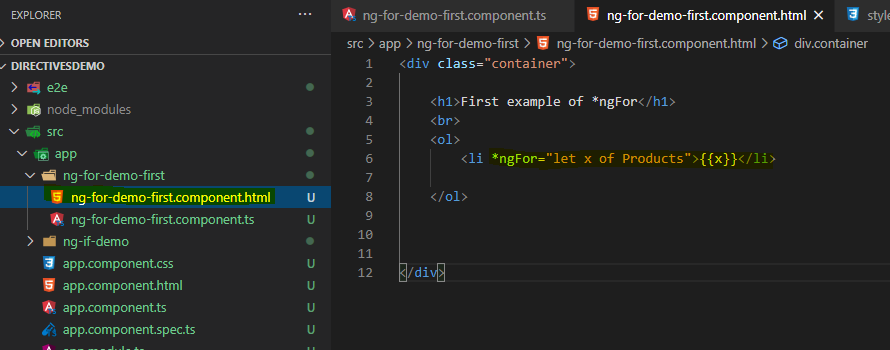 EXPLORER
OPEN EDITORS
DIRECTIVESDEMO
e2e
node_modules
src
app
ng-for-demo-first
ng-for-demo-first.component.html U
ng-for-demo-first.component.ts U
ng-if-demo
app.component.css U
app.component.html U
app.component.ts U
app.component.spec.ts U
ng-for-demo-first.component.ts
ng-for-demo-first.component.html
style
src > app > ng-for-demo-first > ng-for-demo-first.component.html > div.container
1 <div class="container">
2
3 <h1>First example of *ngFor</h1>
4 <br>
5 <ol>
6 <li *ngFor="let x of Products">{{x}}</li>
7
8 </ol>
9
10
11
12 </div>